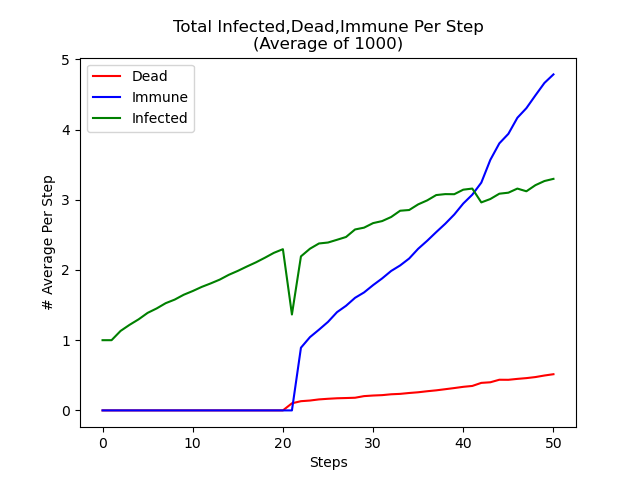 Total Infected,Dead,Immune Per Step
(Average of 1000)
Dead
Immune
Infected
# Average Per Step
5
4
3
2
1
0
0 10 20 30 40 50
Steps